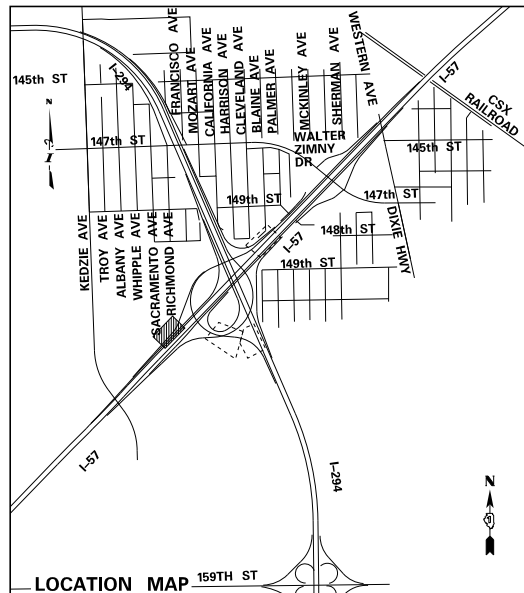 145th ST
I-294
FRANCISCO AVE
MOZART AVE
CALIFORNIA AVE
HARRISON AVE
CLEVELAND AVE
BLAINE AVE
PALMER AVE
MCKINLEY AVE
SHERMAN AVE
WESTERN AVE
I-57
CSX
RAILROAD
N
147th ST
WALTER
ZIMNY
DR
145th ST
149th ST
147th ST
I-57
148th ST
149th ST
DIXIE HWY
KEDZIE AVE
TROY AVE
ALBANY AVE
WHIPPLE AVE
SACRAMENTO AVE
RICHMOND AVE
I-57
I-294
N
LOCATION MAP
159TH ST